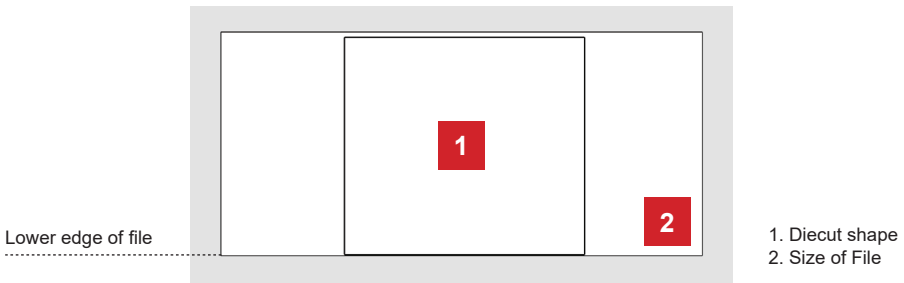 1
2
Lower edge of file
1. Diecut shape
2. Size of File